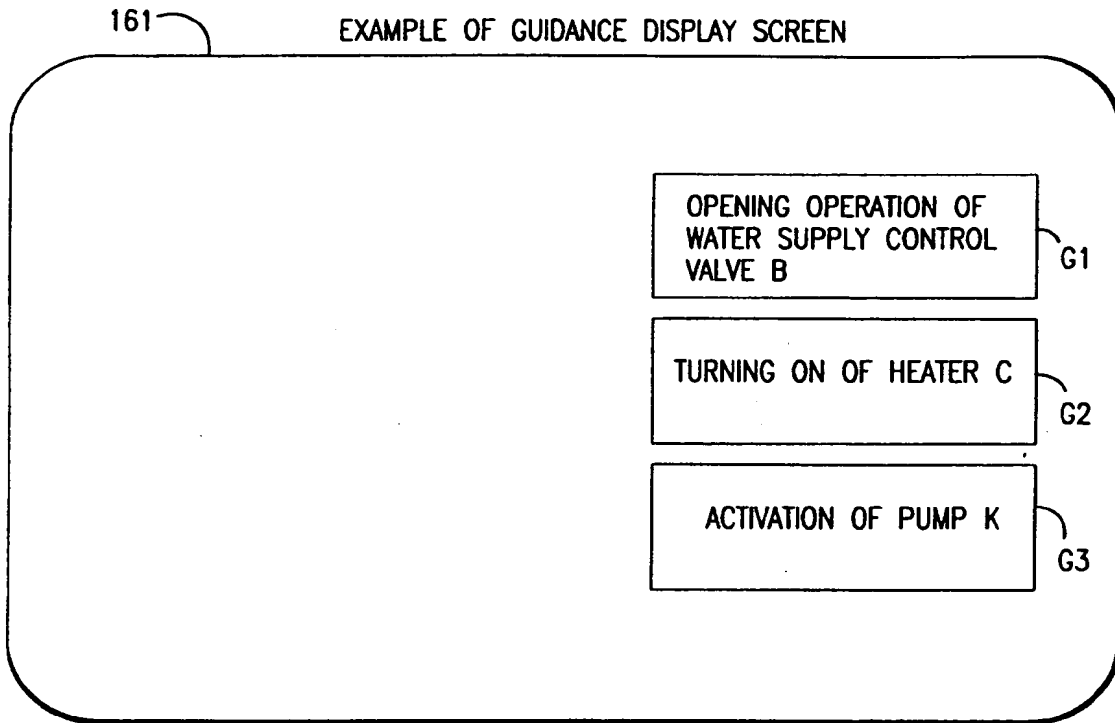 161
EXAMPLE OF GUIDANCE DISPLAY SCREEN
OPENING OPERATION OF
WATER SUPPLY CONTROL
VALVE B
G1
TURNING ON OF HEATER C
G2
ACTIVATION OF PUMP K
G3